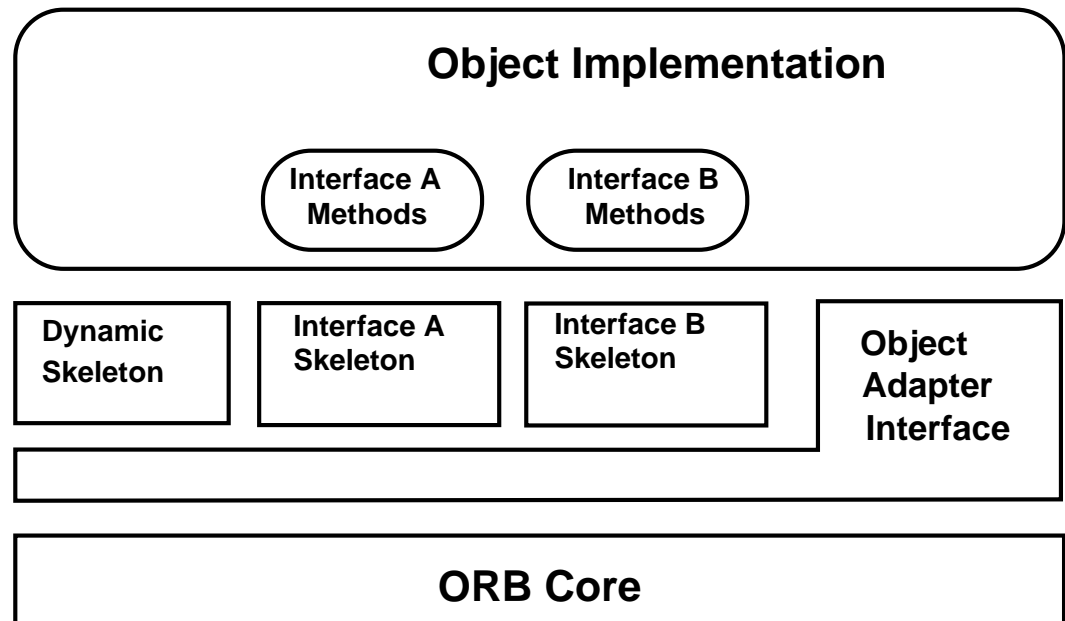 Object Implementation
Interface A
Methods
Interface B
Methods
Dynamic
Skeleton
Interface A
Skeleton
Interface B
Skeleton
Object
Adapter
Interface
ORB Core